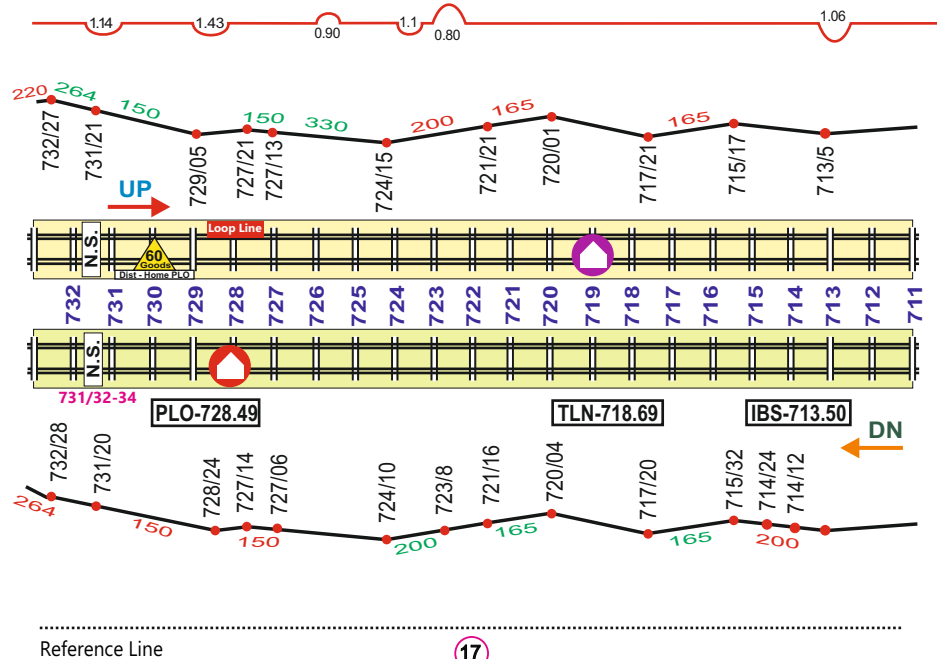 1.14 1.43 0.90 1.1 0.80 1.06
220 264 150 150 330 200 165 165
732/27 731/21 729/05 727/21 727/13 724/15 721/21 720/01 717/21 715/17 713/5
UP
Loop Line
N.S.
60
Goods
Dist - Home PLO
732 731 730 729 728 727 726 725 724 723 722 721 720 719 718 717 716 715 714 713 712 711
N.S.
731/32-34
PLO-728.49 TLN-718.69 IBS-713.50
DN
732/28 731/20 728/24 727/14 727/06 724/10 723/8 721/16 720/04 717/20 715/32 714/24 714/12
264 150 150 200 165 165 200
Reference Line
17